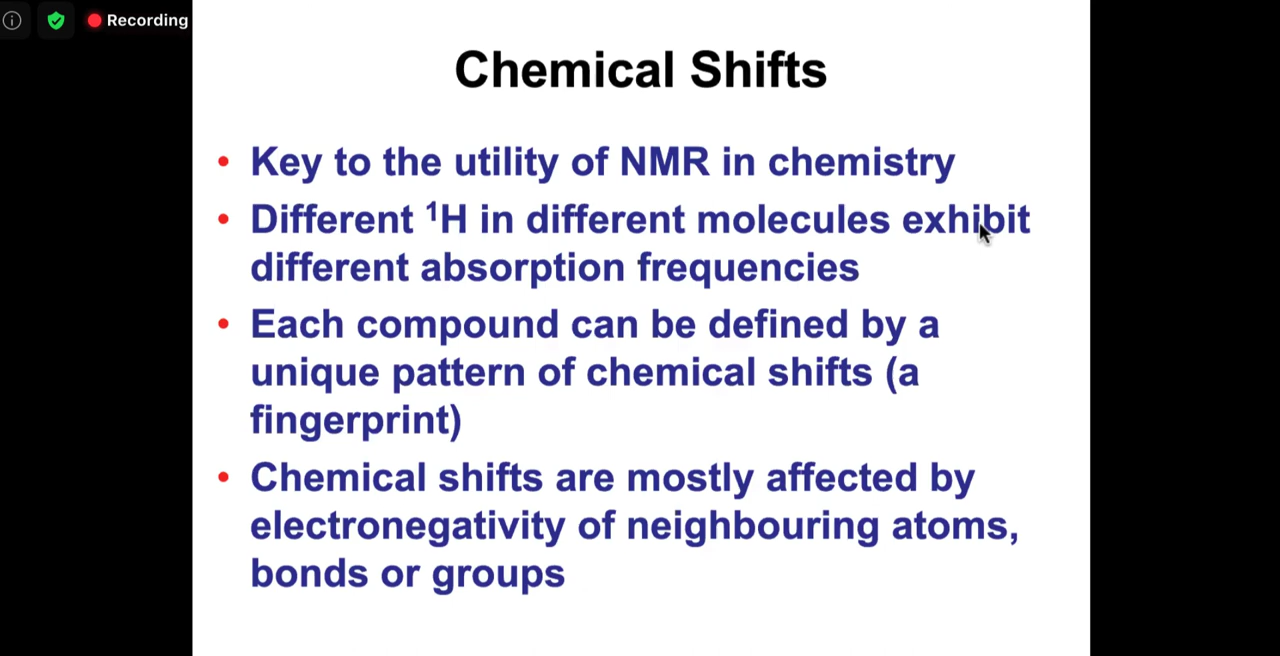 Recording
Chemical Shifts
• Key to the utility of NMR in chemistry
• Different ¹H in different molecules exhibit
different absorption frequencies
• Each compound can be defined by a
unique pattern of chemical shifts (a
fingerprint)
• Chemical shifts are mostly affected by
electronegativity of neighbouring atoms,
bonds or groups